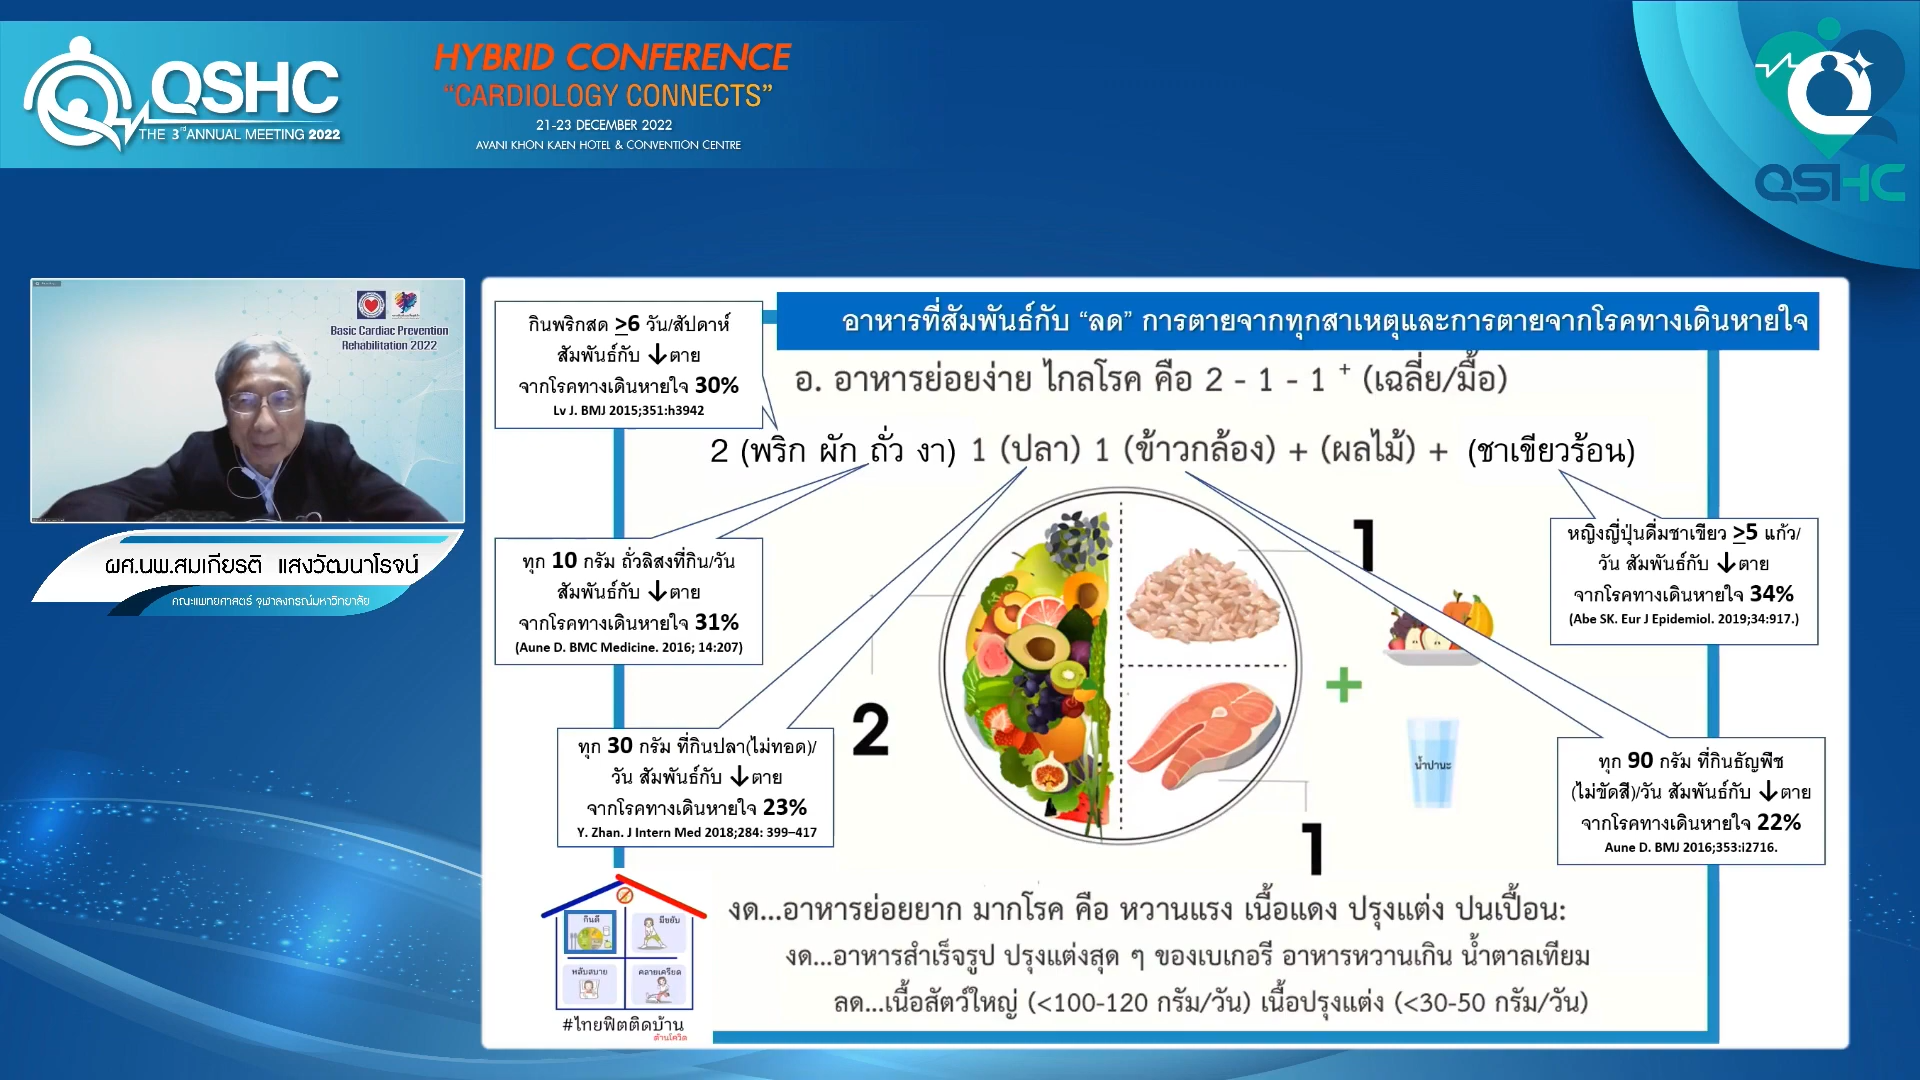 QSHC
THE 3rd ANNUAL MEETING 2022
HYBRID CONFERENCE
“CARDIOLOGY CONNECTS”
21-23 DECEMBER 2022
AVANI KHON KAEN HOTEL & CONVENTION CENTRE
QSHC
Basic Cardiac Prevention
Rehabilitation 2022
ผศ.นพ.สมเกียรติ แสงวัฒนาโรจน์
คณะแพทยศาสตร์ จุฬาลงกรณ์มหาวิทยาลัย
อาหารที่สัมพันธ์กับ “ลด” การตายจากทุกสาเหตุและการตายจากโรคทางเดินหายใจ
กินพริกสด ≥6 วัน/สัปดาห์
สัมพันธ์กับ ↓ตาย
จากโรคทางเดินหายใจ 30%
Lv J. BMJ 2015;351:h3942
อ. อาหารย่อยง่าย ไกลโรค คือ 2 - 1 - 1 + (เฉลี่ย/มื้อ)
2 (พริก ผัก ถั่ว งา) 1 (ปลา) 1 (ข้าวกล้อง) + (ผลไม้) + (ชาเขียวร้อน)
ทุก 10 กรัม ถั่วลิสงที่กิน/วัน
สัมพันธ์กับ ↓ตาย
จากโรคทางเดินหายใจ 31%
(Aune D. BMC Medicine. 2016; 14:207)
หญิงญี่ปุ่นดื่มชาเขียว ≥5 แก้ว/
วัน สัมพันธ์กับ ↓ตาย
จากโรคทางเดินหายใจ 34%
(Abe SK. Eur J Epidemiol. 2019;34:917.)
1
2
+
น้ำปานะ
1
ทุก 30 กรัม ที่กินปลา(ไม่ทอด)/
วัน สัมพันธ์กับ ↓ตาย
จากโรคทางเดินหายใจ 23%
Y. Zhan. J Intern Med 2018;284: 399–417
ทุก 90 กรัม ที่กินธัญพืช
(ไม่ขัดสี)/วัน สัมพันธ์กับ ↓ตาย
จากโรคทางเดินหายใจ 22%
Aune D. BMJ 2016;353:i2716.
กินดี
มีขยับ
หลับสบาย
คลายเครียด
#ไทยฟิตติดบ้าน
ต้านโควิด
งด...อาหารย่อยยาก มากโรค คือ หวานแรง เนื้อแดง ปรุงแต่ง ปนเปื้อน:
งด...อาหารสำเร็จรูป ปรุงแต่งสุด ๆ ของเบเกอรี อาหารหวานเกิน น้ำตาลเทียม
ลด...เนื้อสัตว์ใหญ่ (<100-120 กรัม/วัน) เนื้อปรุงแต่ง (<30-50 กรัม/วัน)